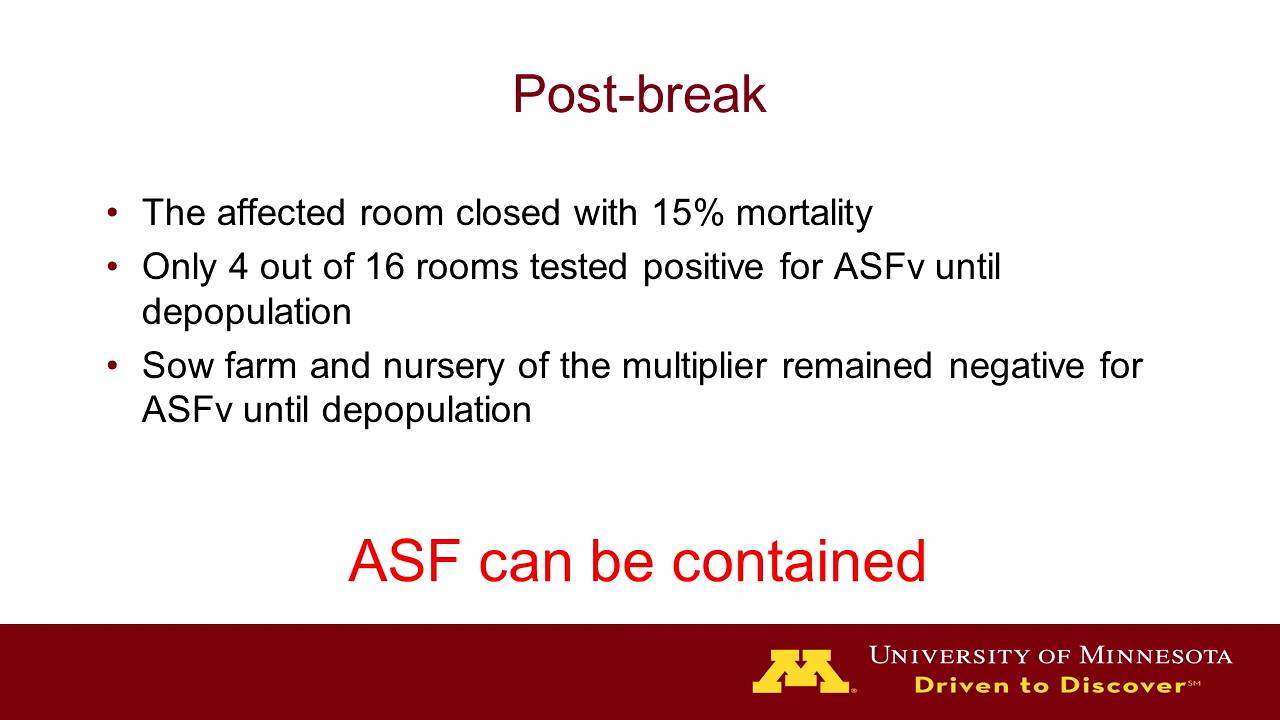 Post-break
• The affected room closed with 15% mortality
• Only 4 out of 16 rooms tested positive for ASFv until
depopulation
• Sow farm and nursery of the multiplier remained negative for
ASFv until depopulation
ASF can be contained
M®
UNIVERSITY OF MINNESOTA
Driven to Discover℠